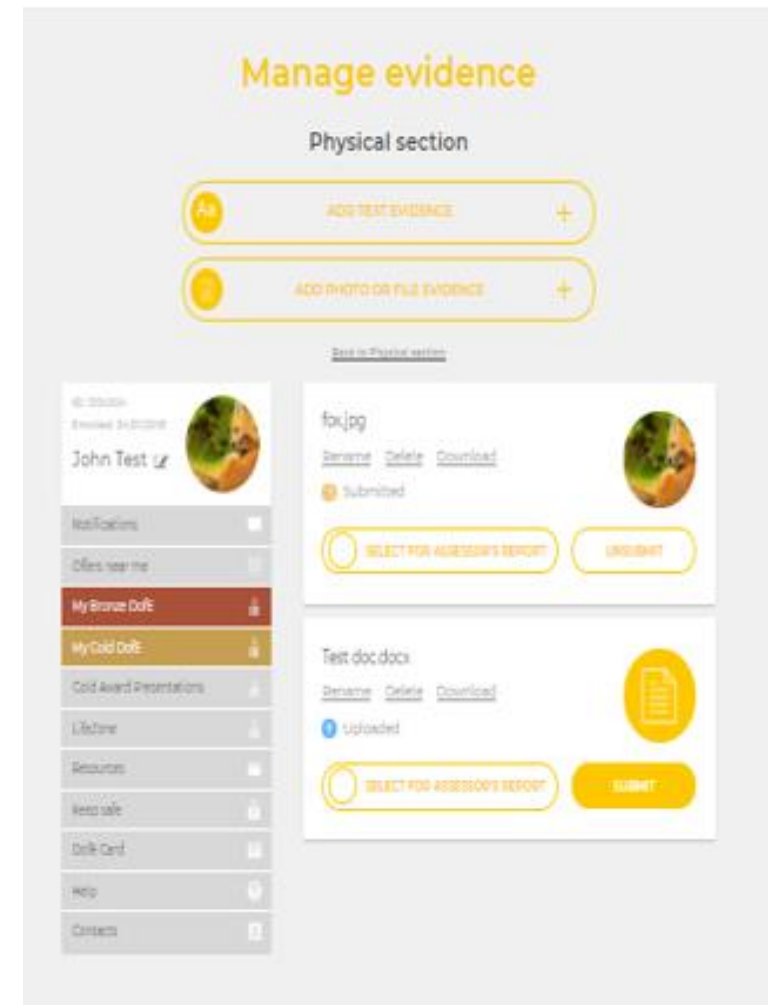 Manage evidence
Physical section
Aa ADD TEXT EVIDENCE +
ADD PHOTO OR FILE EVIDENCE +
Back to Physical section
John Test
Notifications
Offers near me
My Bronze DofE
My Gold DofE
Gold Award Presentations
Lifezone
Resources
Keep safe
DofE Card
Help
Contacts
fox.jpg
Rename Delete Download
Submitted
SELECT FOR ASSESSOR'S REPORT UNSUBMIT
Test doc.docx
Rename Delete Download
Uploaded
SELECT FOR ASSESSOR'S REPORT SUBMIT